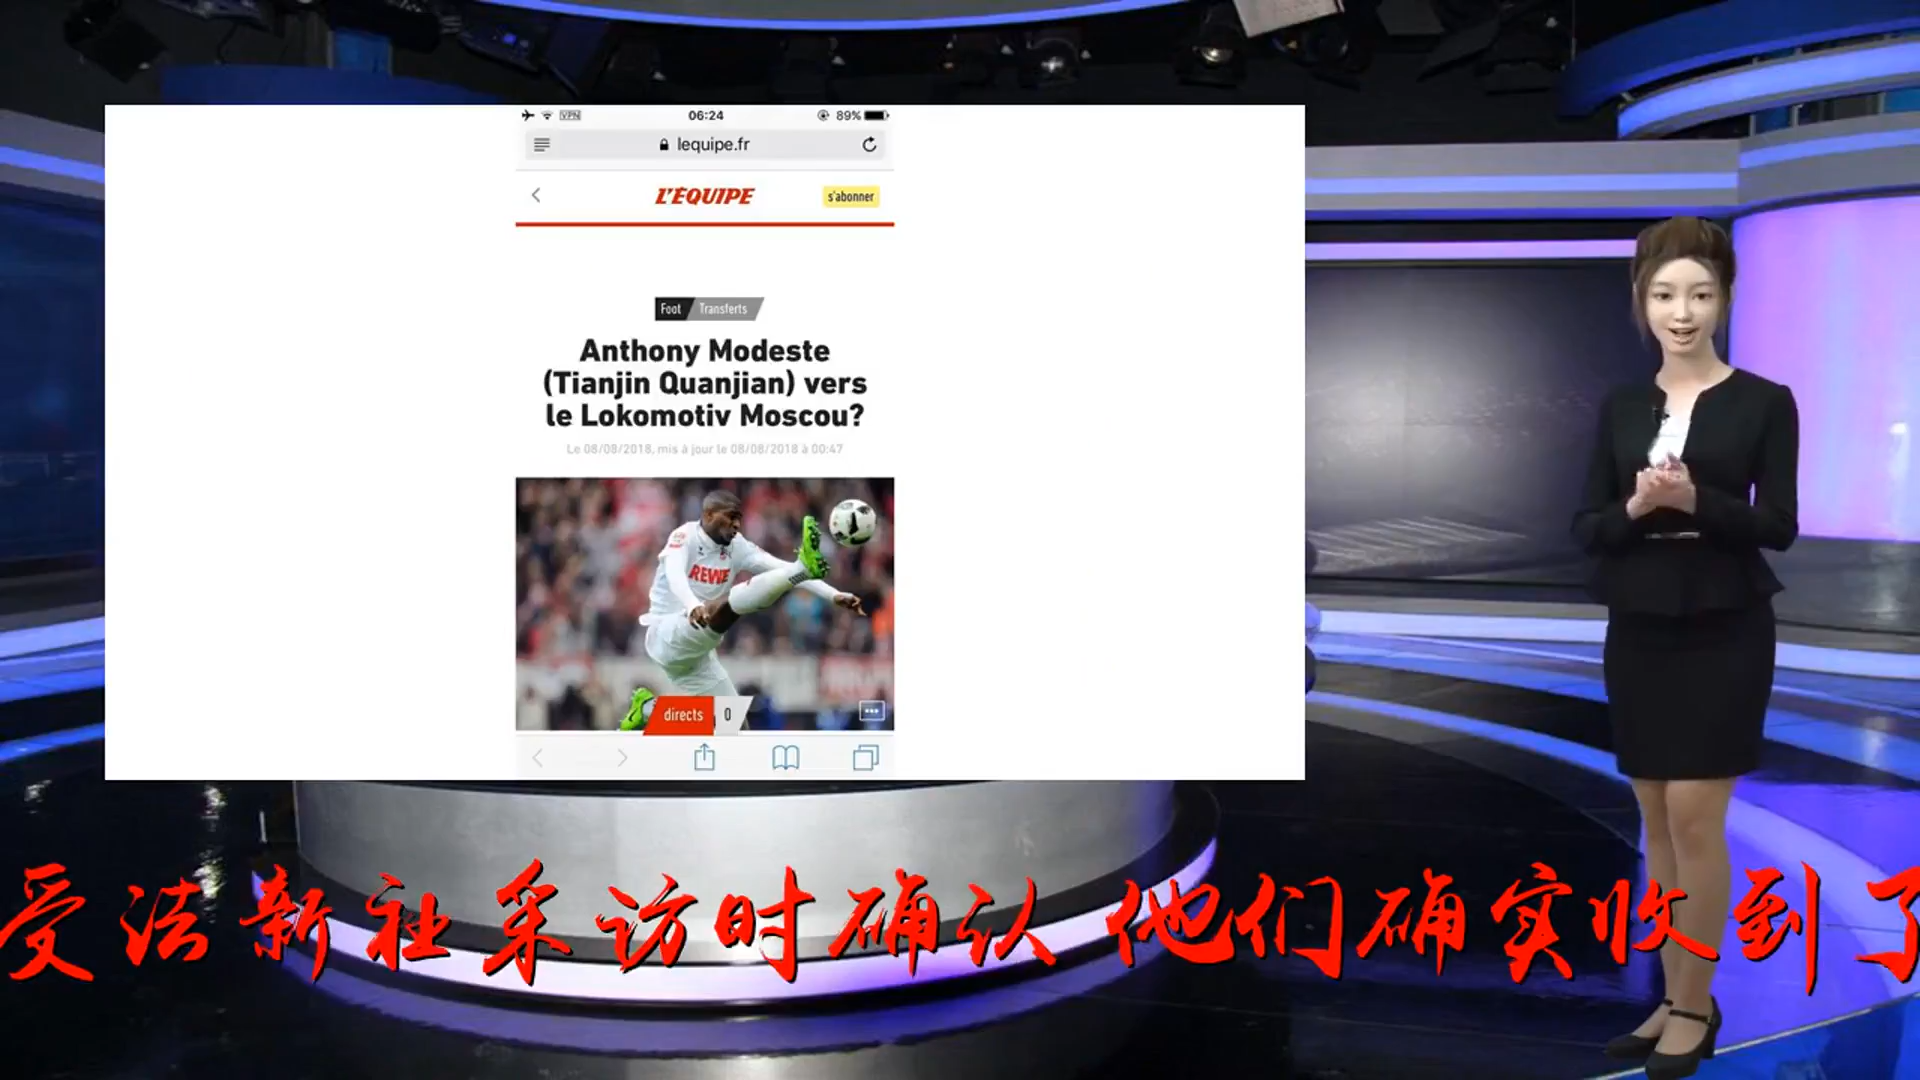 VPN 06:24 89%
lequipe.fr
L'ÉQUIPE s'abonner
Foot Transferts
Anthony Modeste
(Tianjin Quanjian) vers
le Lokomotiv Moscou?
Le 08/08/2018, mis à jour le 08/08/2018 à 00:47
REWE
directs 0
受法新社采访时确认 他们确实收到了